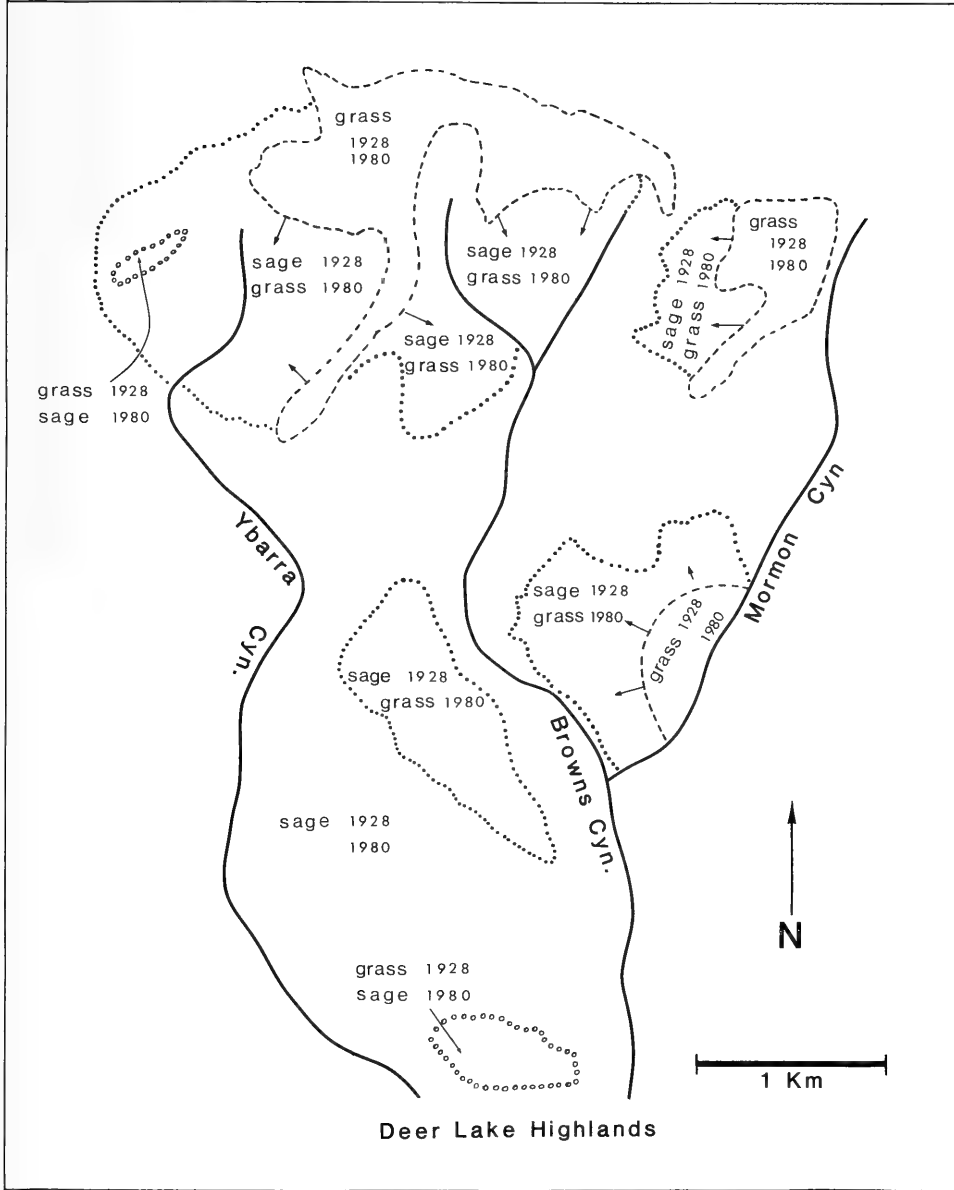 grass
1928
1980
grass
1928
1980
sage 1928
grass 1980
sage 1928
grass 1980
sage 1928
grass 1980
sage 1928
grass 1980
grass 1928
sage 1980
Ybarra
Cyn.
Mormon Cyn
sage 1928
grass 1980
grass 1928
1980
sage 1928
grass 1980
Browns Cyn.
sage 1928
1980
N
grass 1928
sage 1980
1 Km
Deer Lake Highlands